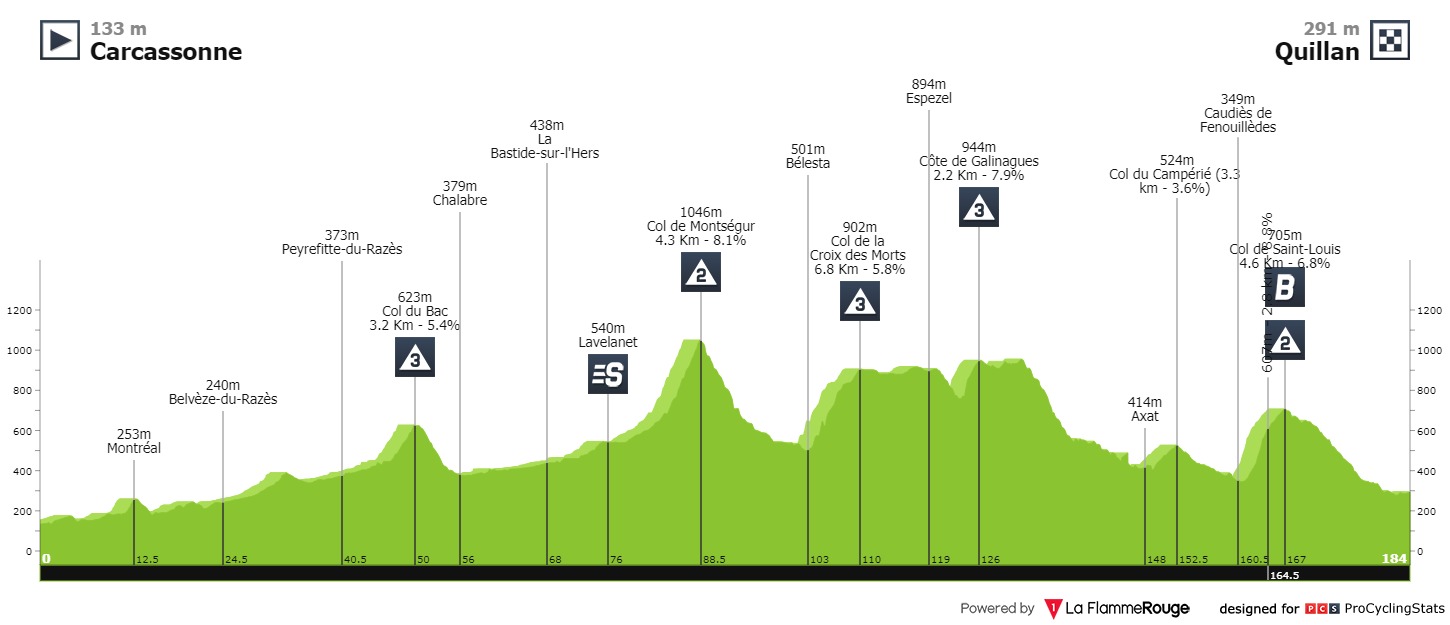 133 m
Carcassonne
291 m
Quillan
253m
Montréal
240m
Belvèze-du-Razès
373m
Peyrefitte-du-Razès
623m
Col du Bac
3.2 Km - 5.4%
3
379m
Chalabre
438m
La
Bastide-sur-l'Hers
540m
Lavelanet
S
1046m
Col de Montségur
4.3 Km - 8.1%
2
501m
Bélesta
902m
Col de la
Croix des Morts
6.8 Km - 5.8%
3
894m
Espezel
944m
Côte de Galinagues
2.2 Km - 7.9%
3
414m
Axat
524m
Col du Campérié (3.3
km - 3.6%)
349m
Caudiès de
Fenouillèdes
705m
Col de Saint-Louis
4.6 Km - 6.8%
B
2
1200
1000
800
600
400
200
0
1200
1000
800
600
400
200
0
0 12.5 24.5 40.5 50 56 68 76 88.5 103 110 119 126 148 152.5 160.5 167 184
164.5
Powered by 1 La FlammeRouge designed for PCS ProCyclingStats